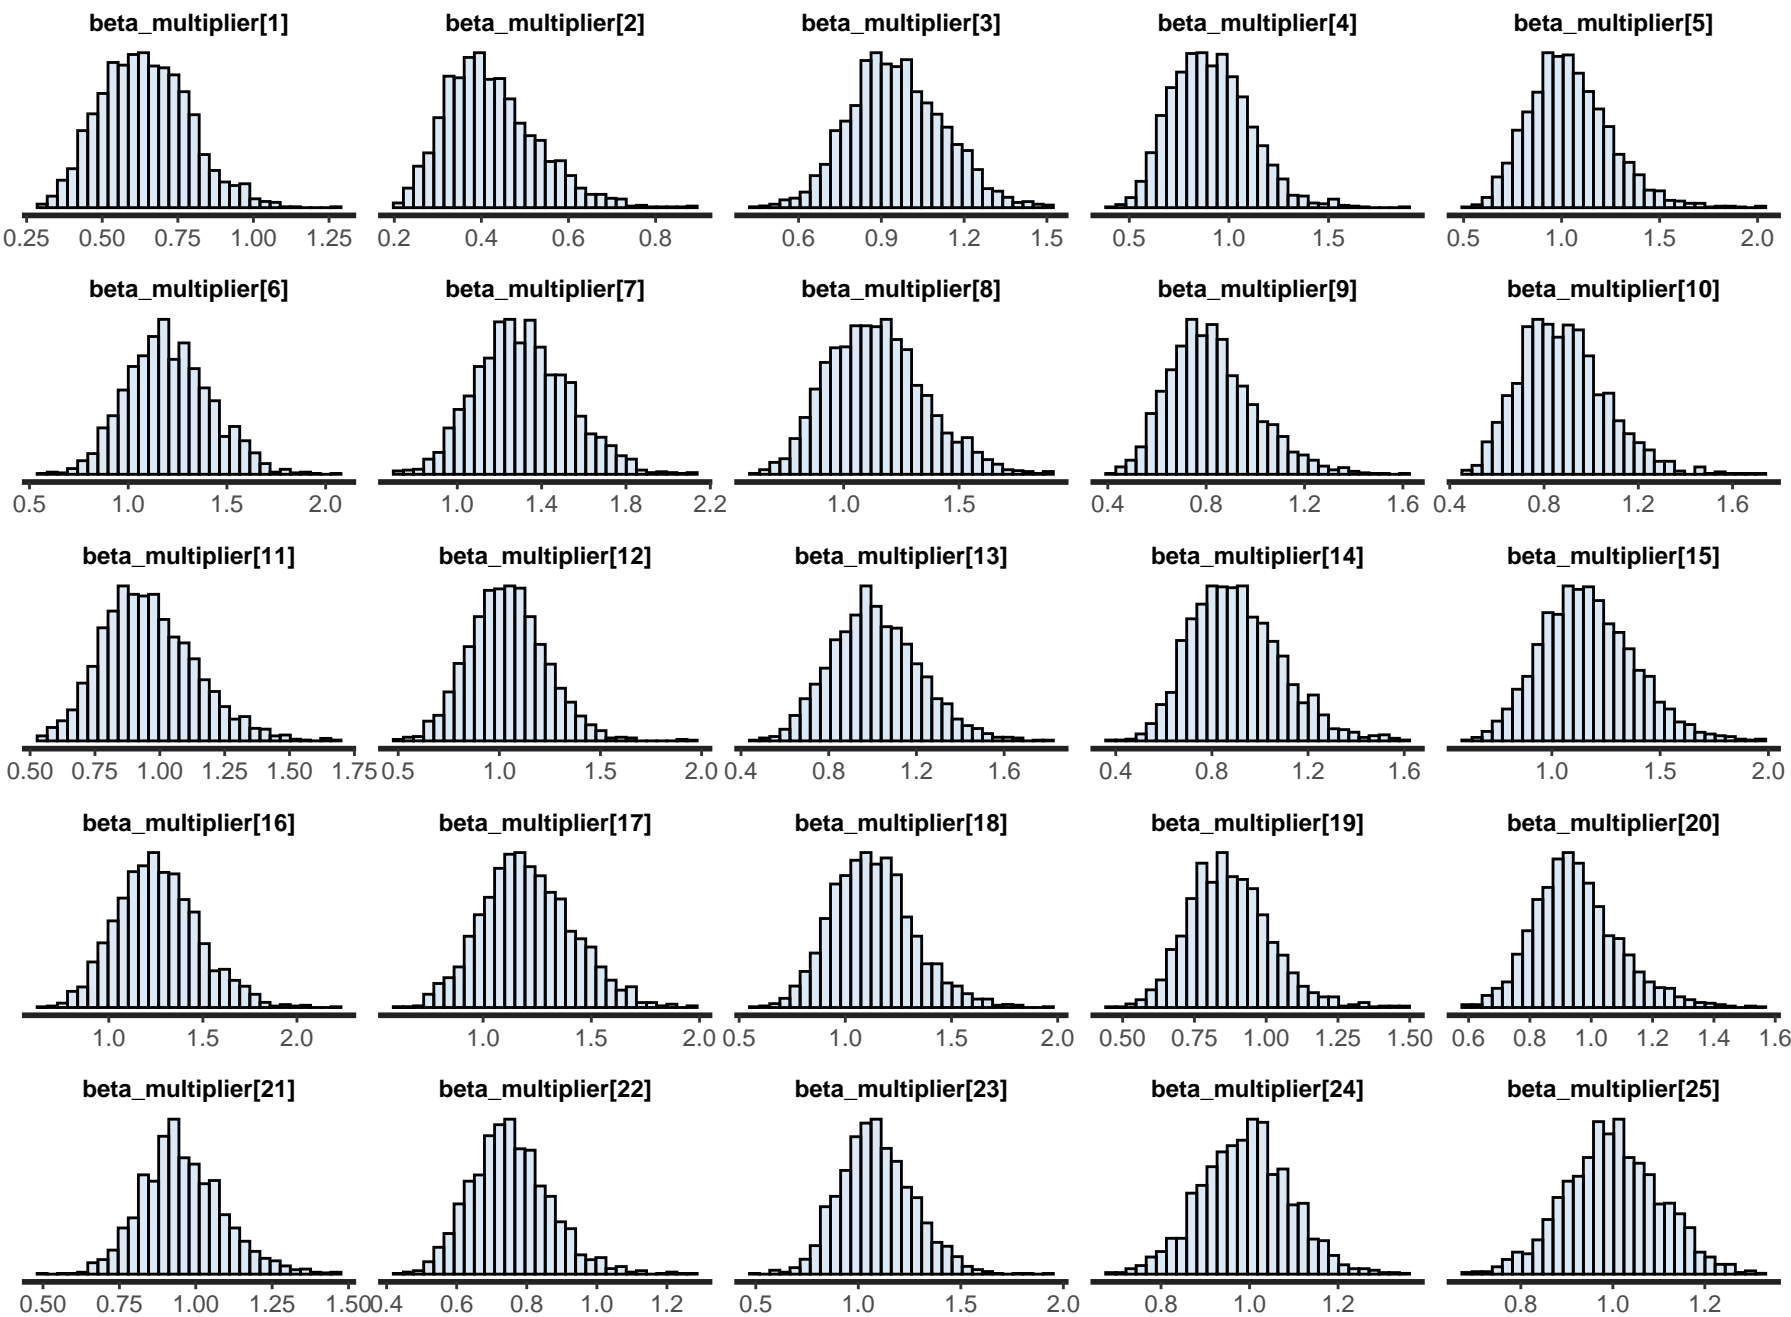 beta_multiplier[1] beta_multiplier[2] beta_multiplier[3] beta_multiplier[4] beta_multiplier[5]
0.25 0.50 0.75 1.00 1.25 0.2 0.4 0.6 0.8 0.6 0.9 1.2 1.5 0.5 1.0 1.5 0.5 1.0 1.5 2.0
beta_multiplier[6] beta_multiplier[7] beta_multiplier[8] beta_multiplier[9] beta_multiplier[10]
0.5 1.0 1.5 2.0 1.0 1.4 1.8 2.2 1.0 1.5 0.4 0.8 1.2 1.6 0.4 0.8 1.2 1.6
beta_multiplier[11] beta_multiplier[12] beta_multiplier[13] beta_multiplier[14] beta_multiplier[15]
0.50 0.75 1.00 1.25 1.50 1.75 0.5 1.0 1.5 2.0 0.4 0.8 1.2 1.6 0.4 0.8 1.2 1.6 1.0 1.5 2.0
beta_multiplier[16] beta_multiplier[17] beta_multiplier[18] beta_multiplier[19] beta_multiplier[20]
1.0 1.5 2.0 1.0 1.5 2.0 0.5 1.0 1.5 2.0 0.50 0.75 1.00 1.25 1.50 0.6 0.8 1.0 1.2 1.4 1.6
beta_multiplier[21] beta_multiplier[22] beta_multiplier[23] beta_multiplier[24] beta_multiplier[25]
0.50 0.75 1.00 1.25 1.50 0.4 0.6 0.8 1.0 1.2 0.5 1.0 1.5 2.0 0.8 1.0 1.2 0.8 1.0 1.2